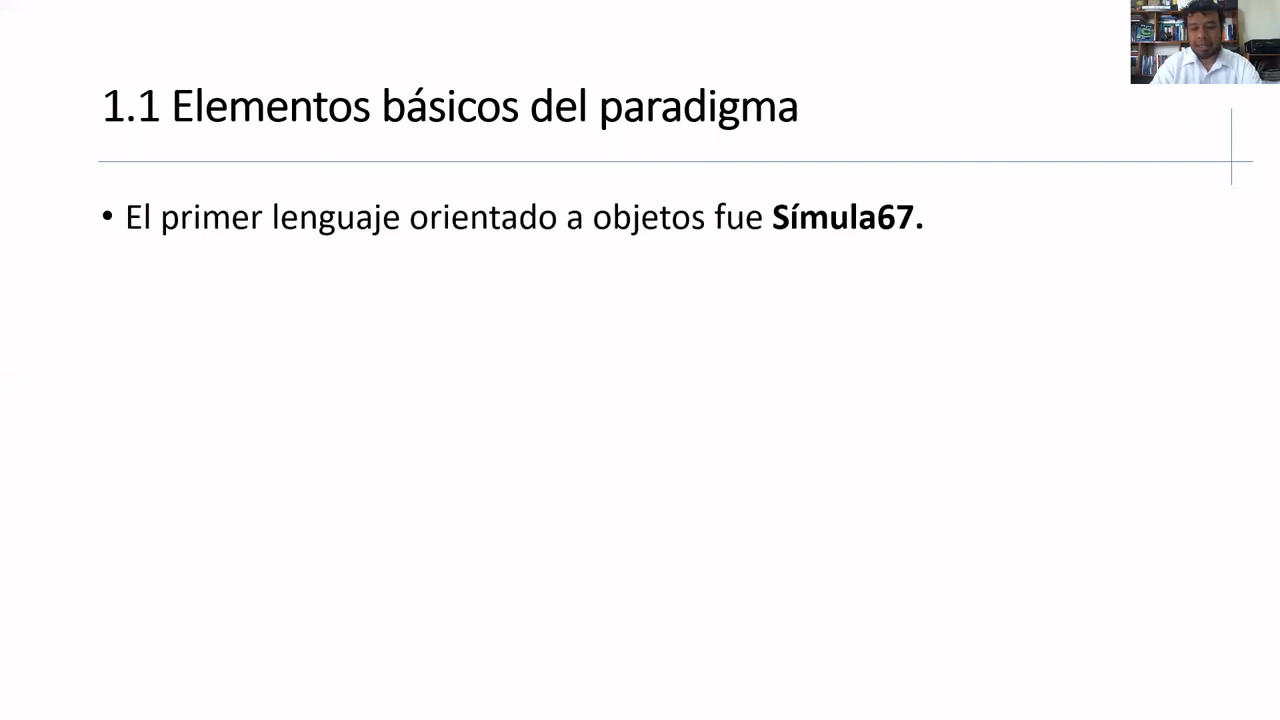 1.1 Elementos básicos del paradigma
• El primer lenguaje orientado a objetos fue Símula67.